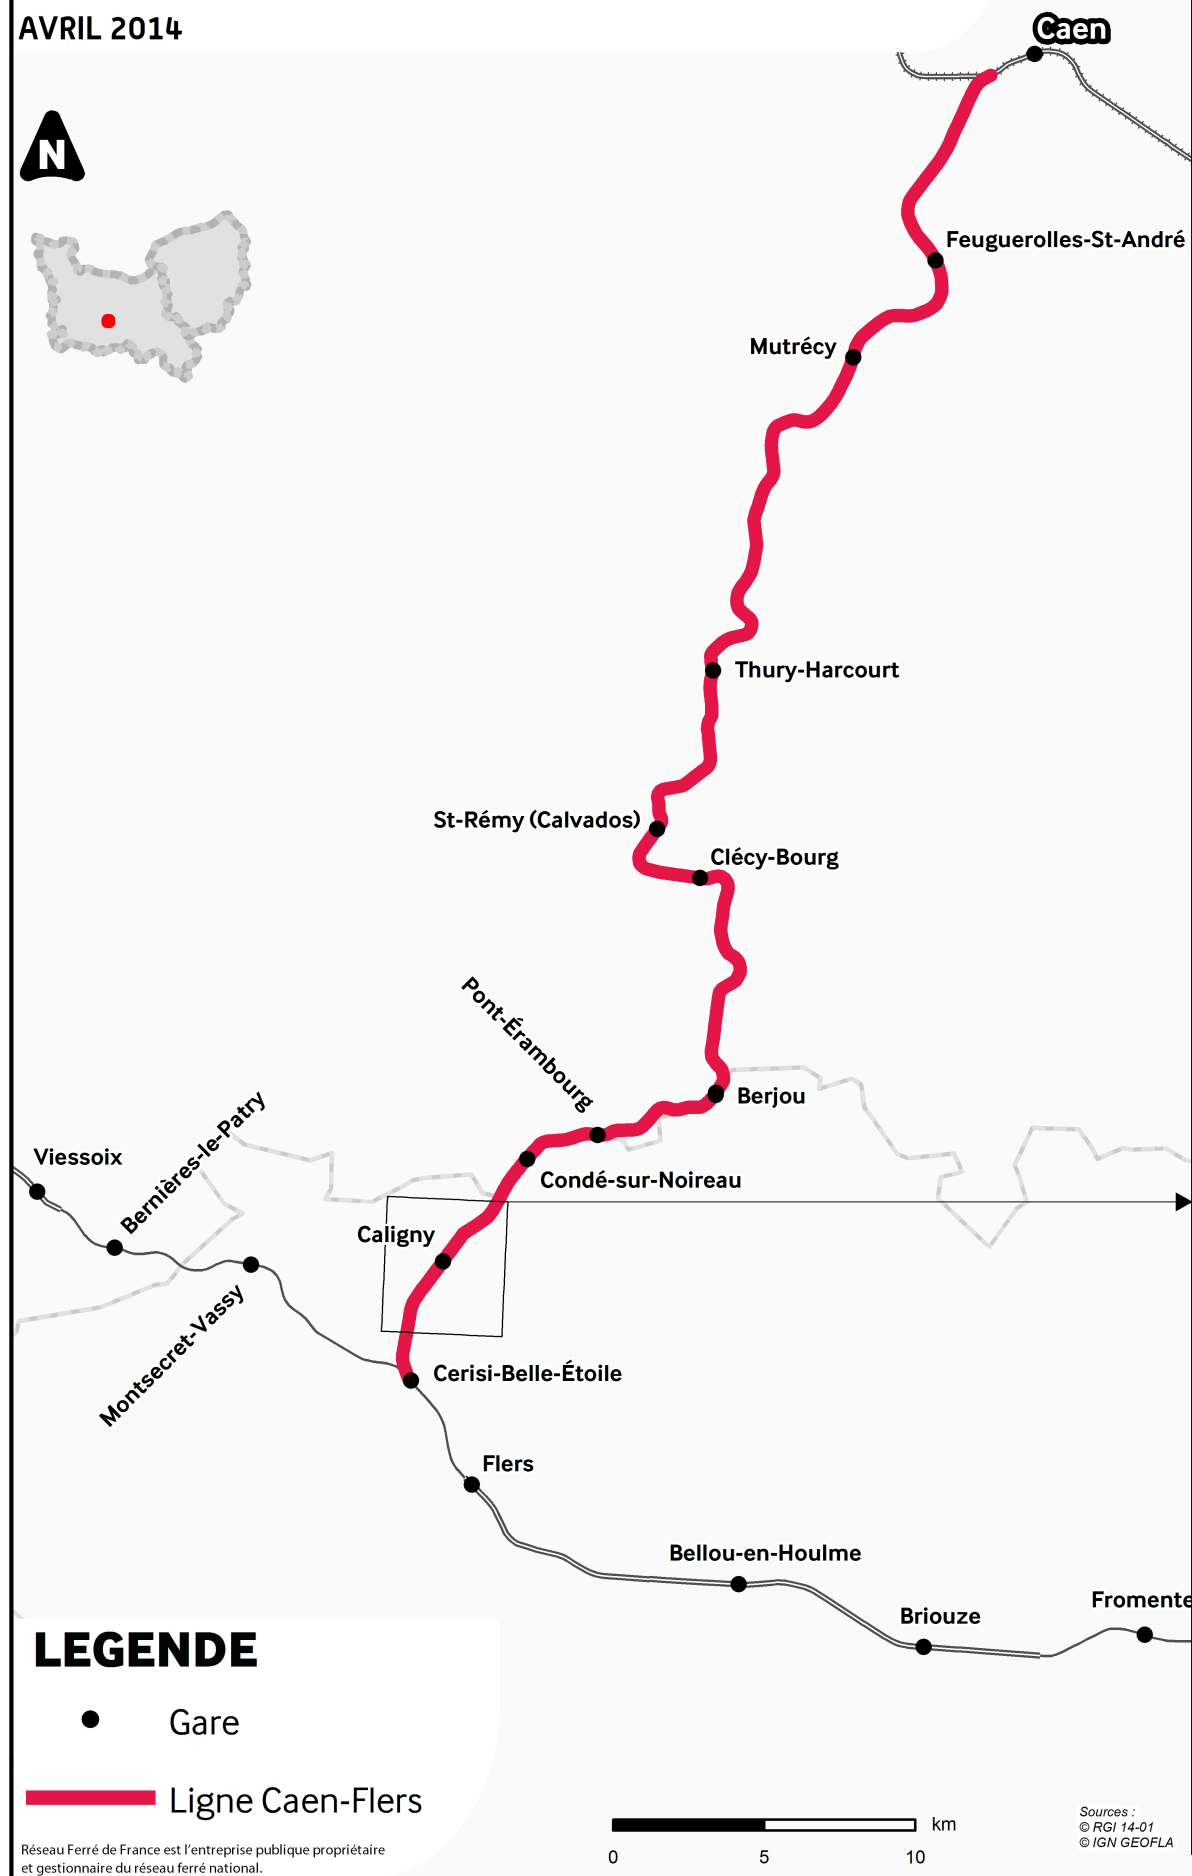 AVRIL 2014
Caen
N
Feuguerolles-St-André
Mutrécy
Thury-Harcourt
St-Rémy (Calvados)
Clécy-Bourg
Pont-Érambourg
Berjou
Bernières-le-Patry
Viessoix
Condé-sur-Noireau
Caligny
Montsecret-Vassy
Cerisi-Belle-Étoile
Flers
Bellou-en-Houlme
Fromente
Briouze
LEGENDE
Gare
Ligne Caen-Flers
km
0 5 10
Sources :
© RGI 14-01
© IGN GEOFLA
Réseau Ferré de France est l'entreprise publique propriétaire
et gestionnaire du réseau ferré national.